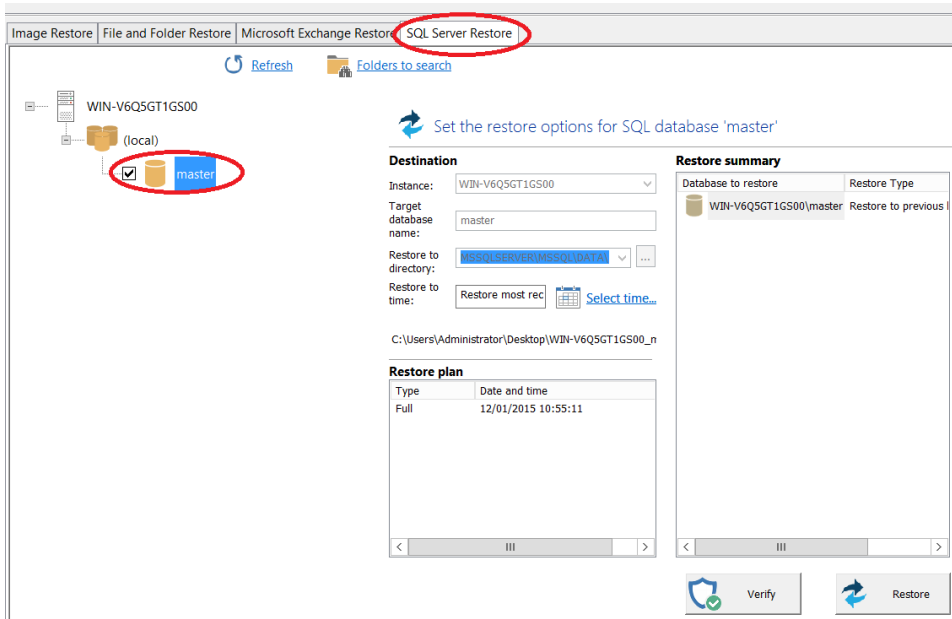 Image Restore File and Folder Restore Microsoft Exchange Restore SQL Server Restore
Refresh Folders to search
WIN-V6Q5GT1GS00
(local)
master
Set the restore options for SQL database 'master'
Destination
Instance: WIN-V6Q5GT1GS00
Target
database
name:
master
Restore to
directory:
MSSQLSERVER\MSSQL\DATA\ ...
Restore to
time:
Restore most rec Select time...
C:\Users\Administrator\Desktop\WIN-V6Q5GT1GS00_m
Restore plan
Type Date and time
Full 12/01/2015 10:55:11
Restore summary
Database to restore Restore Type
WIN-V6Q5GT1GS00\master Restore to previous l
Verify Restore